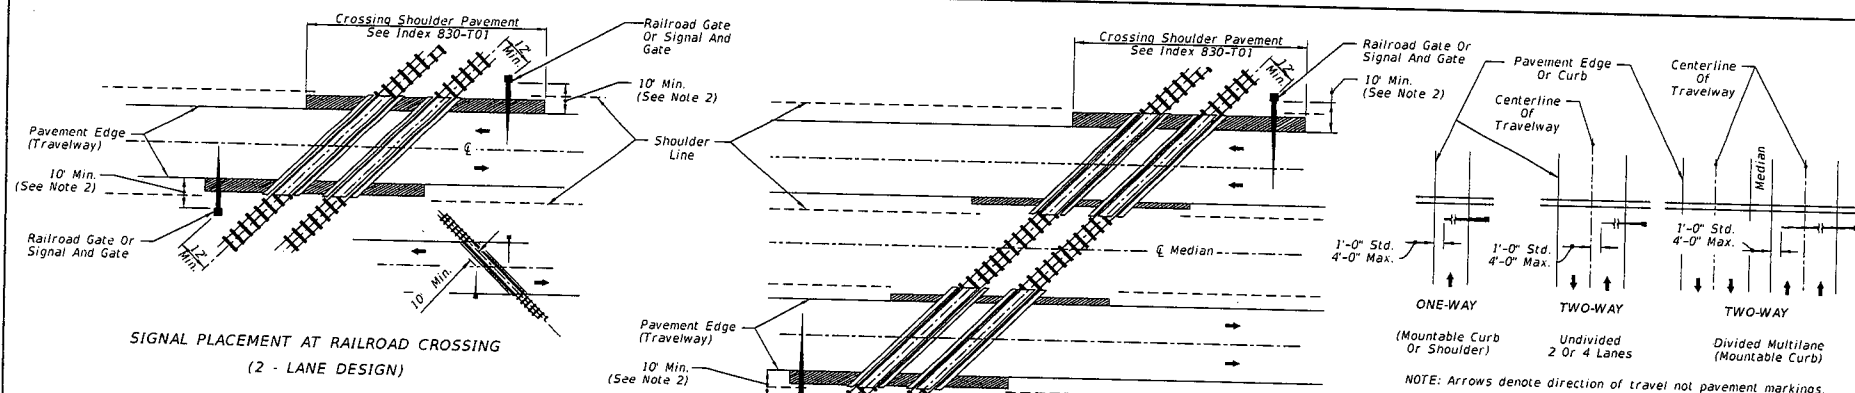 Crossing Shoulder Pavement
See Index 830-T01
12'
Min.
Railroad Gate
Or Signal And
Gate
10' Min.
(See Note 2)
Pavement Edge
(Travelway)
10' Min.
(See Note 2)
℄
Shoulder
Line
Railroad Gate Or
Signal And Gate
12'
Min.
10' Min.
SIGNAL PLACEMENT AT RAILROAD CROSSING
(2 - LANE DESIGN)
Crossing Shoulder Pavement
See Index 830-T01
12'
Min.
Railroad Gate Or
Signal And Gate
10' Min.
(See Note 2)
℄ Median
Pavement Edge
(Travelway)
10' Min.
(See Note 2)
Pavement Edge
Or Curb
Centerline
Of
Travelway
Centerline
Of
Travelway
Median
1'-0" Std.
4'-0" Max.
1'-0" Std.
4'-0" Max.
1'-0" Std.
4'-0" Max.
ONE-WAY
(Mountable Curb
Or Shoulder)
TWO-WAY
Undivided
2 Or 4 Lanes
TWO-WAY
Divided Multilane
(Mountable Curb)
NOTE: Arrows denote direction of travel not pavement markings.